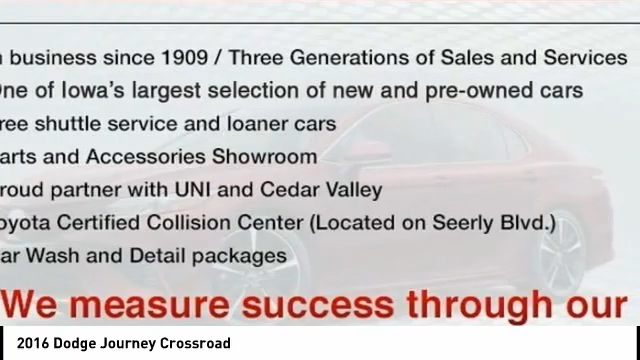 business since 1909 / Three Generations of Sales and Services
ne of Iowa's largest selection of new and pre-owned cars
ree shuttle service and loaner cars
arts and Accessories Showroom
roud partner with UNI and Cedar Valley
oyota Certified Collision Center (Located on Seerly Blvd.)
ar Wash and Detail packages
We measure success through our
2016 Dodge Journey Crossroad